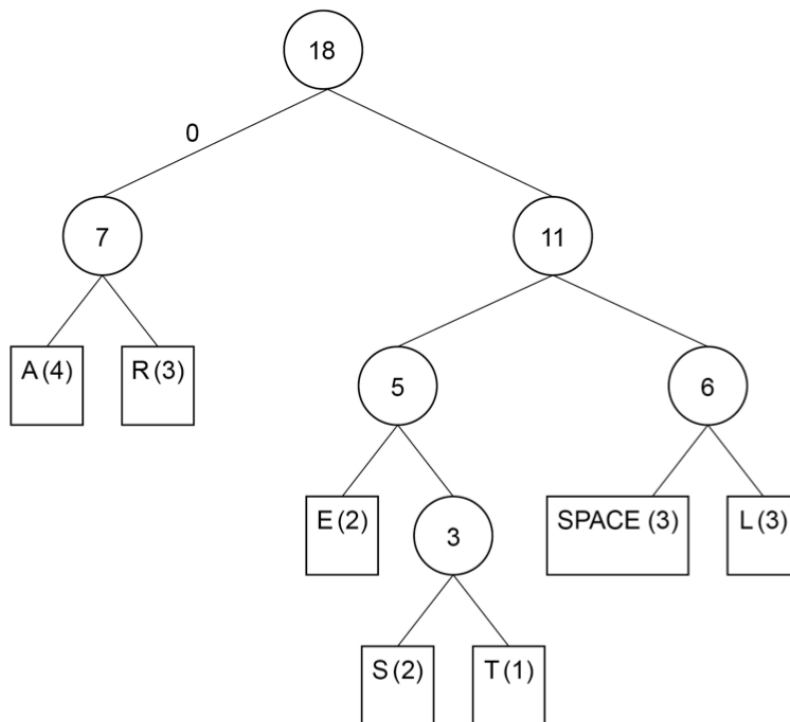 18
0
7
11
A (4)
R (3)
5
6
E (2)
3
SPACE (3)
L (3)
S (2)
T (1)